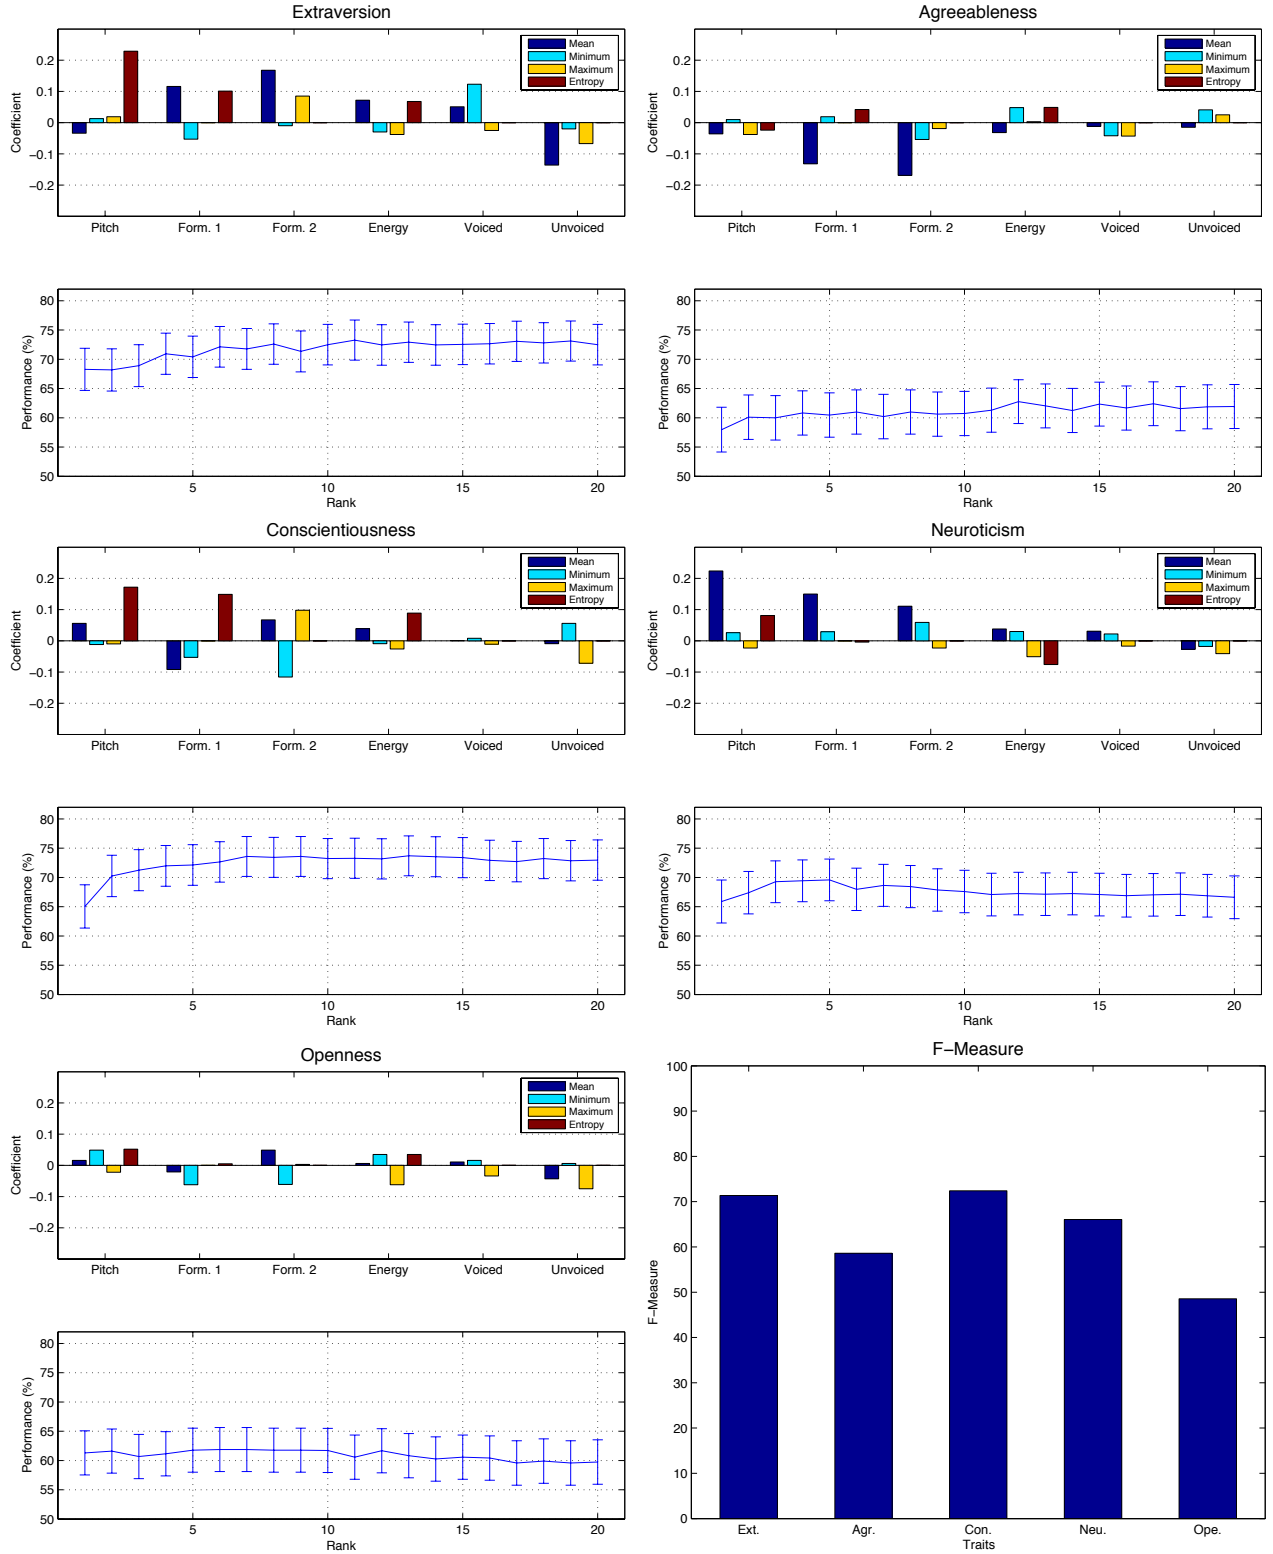 Extraversion
Mean
Minimum
Maximum
Entropy
0.2
0.1
0
−0.1
−0.2
Coefficient
Pitch Form. 1 Form. 2 Energy Voiced Unvoiced
80
75
70
65
60
55
50
Performance (%)
5 10 15 20
Rank
Agreeableness
Mean
Minimum
Maximum
Entropy
0.2
0.1
0
−0.1
−0.2
Coefficient
Pitch Form. 1 Form. 2 Energy Voiced Unvoiced
80
75
70
65
60
55
50
Performance (%)
5 10 15 20
Rank
Conscientiousness
Mean
Minimum
Maximum
Entropy
0.2
0.1
0
−0.1
−0.2
Coefficient
Pitch Form. 1 Form. 2 Energy Voiced Unvoiced
80
75
70
65
60
55
50
Performance (%)
5 10 15 20
Rank
Neuroticism
Mean
Minimum
Maximum
Entropy
0.2
0.1
0
−0.1
−0.2
Coefficient
Pitch Form. 1 Form. 2 Energy Voiced Unvoiced
80
75
70
65
60
55
50
Performance (%)
5 10 15 20
Rank
Openness
Mean
Minimum
Maximum
Entropy
0.2
0.1
0
−0.1
−0.2
Coefficient
Pitch Form. 1 Form. 2 Energy Voiced Unvoiced
80
75
70
65
60
55
50
Performance (%)
5 10 15 20
Rank
F−Measure
100
90
80
70
60
50
40
30
20
10
0
F−Measure
Ext. Agr. Con. Neu. Ope.
Traits